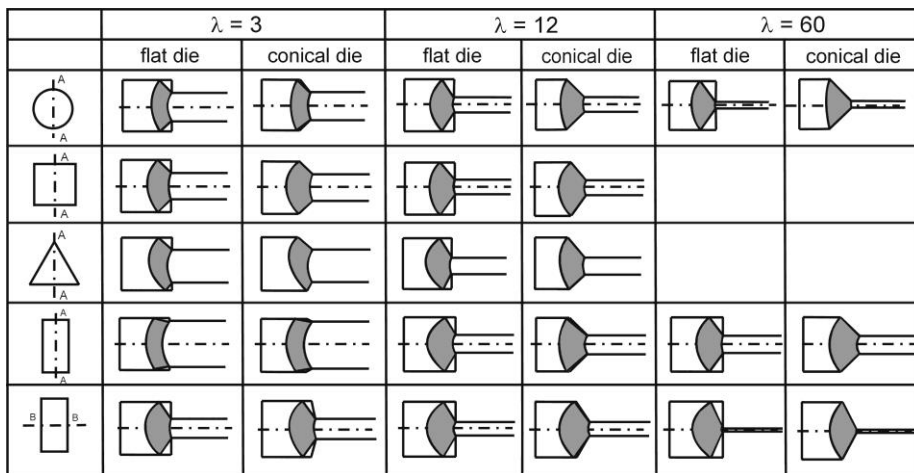 λ = 3 λ = 12 λ = 60
flat die conical die flat die conical die flat die conical die
A
A
A
A
A
A
A
A
B B